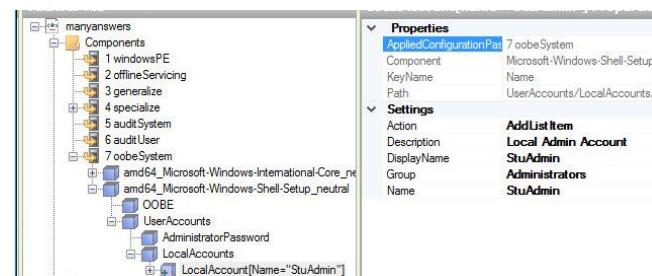 manyanswers
Components
1 windowsPE
2 offlineServicing
3 generalize
4 specialize
5 auditSystem
6 auditUser
7 oobeSystem
amd64_Microsoft-Windows-International-Core_ne
amd64_Microsoft-Windows-Shell-Setup_neutral
OOBE
UserAccounts
AdministratorPassword
LocalAccounts
LocalAccount[Name="StuAdmin"]
Properties
AppliedConfigurationPas 7 oobeSystem
Component Microsoft-Windows-Shell-Setup
KeyName Name
Path UserAccounts/LocalAccounts.
Settings
Action AddListItem
Description Local Admin Account
DisplayName StuAdmin
Group Administrators
Name StuAdmin